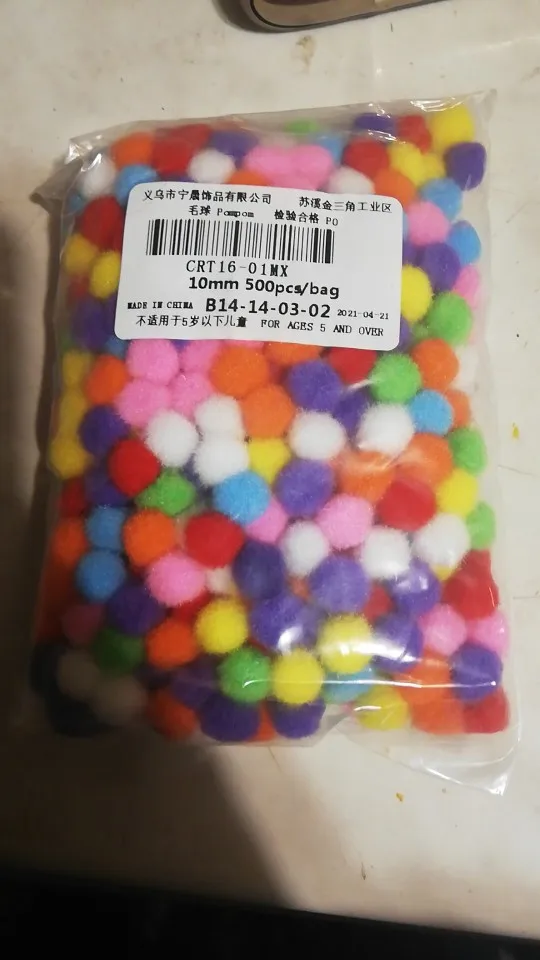 义乌市宁晨饰品有限公司 苏溪金三角工业区
毛球 Pompom 检验合格 PO
CRT16-01MX
10mm 500pcs/bag
MADE IN CHINA B14-14-03-02 2021-04-21
不适用于5岁以下儿童 FOR AGES 5 AND OVER